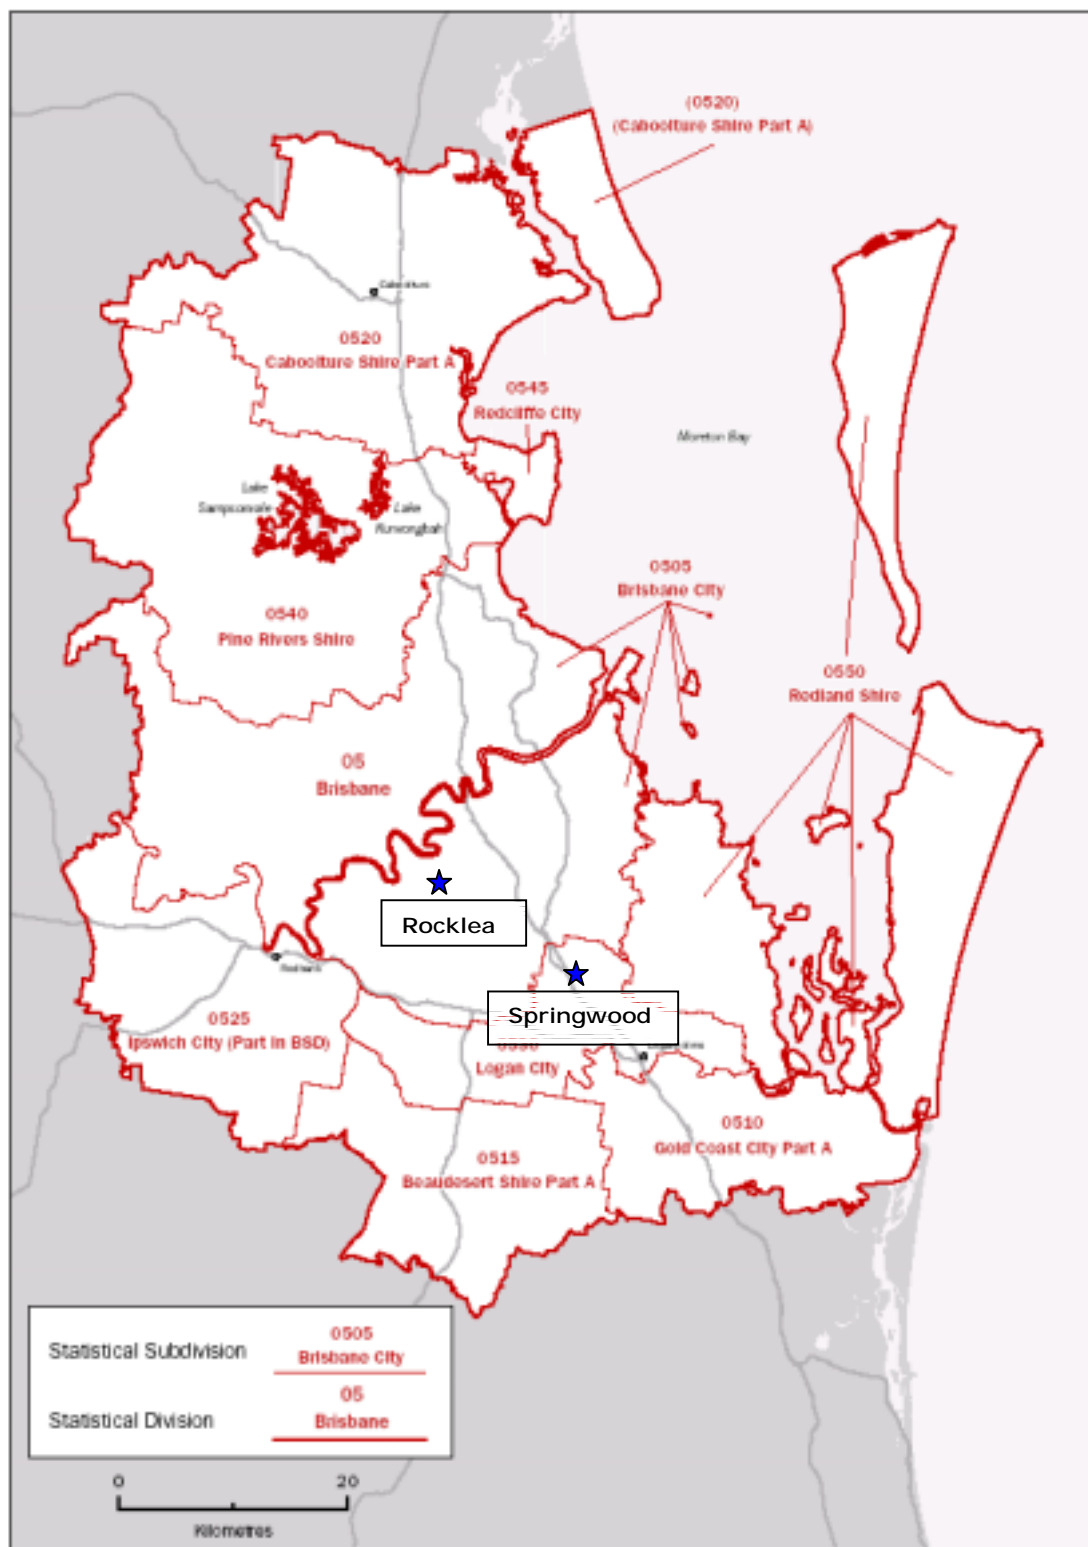 (0520)
(Caboolture Shire Part A)
Caboolture
0520
Caboolture Shire Part A
0545
Redcliffe City
Moreton Bay
Lake
Sampsonvale
Lake
Kurwongbah
0505
Brisbane City
0540
Pine Rivers Shire
0550
Redland Shire
05
Brisbane
Rocklea
Redbank
Springwood
0525
Ipswich City (Part in BSD)
Logan City
0510
Gold Coast City Part A
0515
Beaudesert Shire Part A
Statistical Subdivision
0505
Brisbane City
Statistical Division
05
Brisbane
0
20
Kilometres